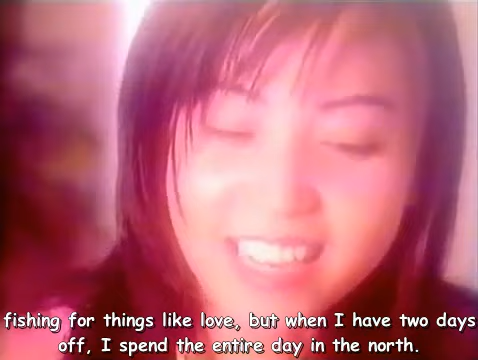 fishing for things like love, but when I have two days
off, I spend the entire day in the north.